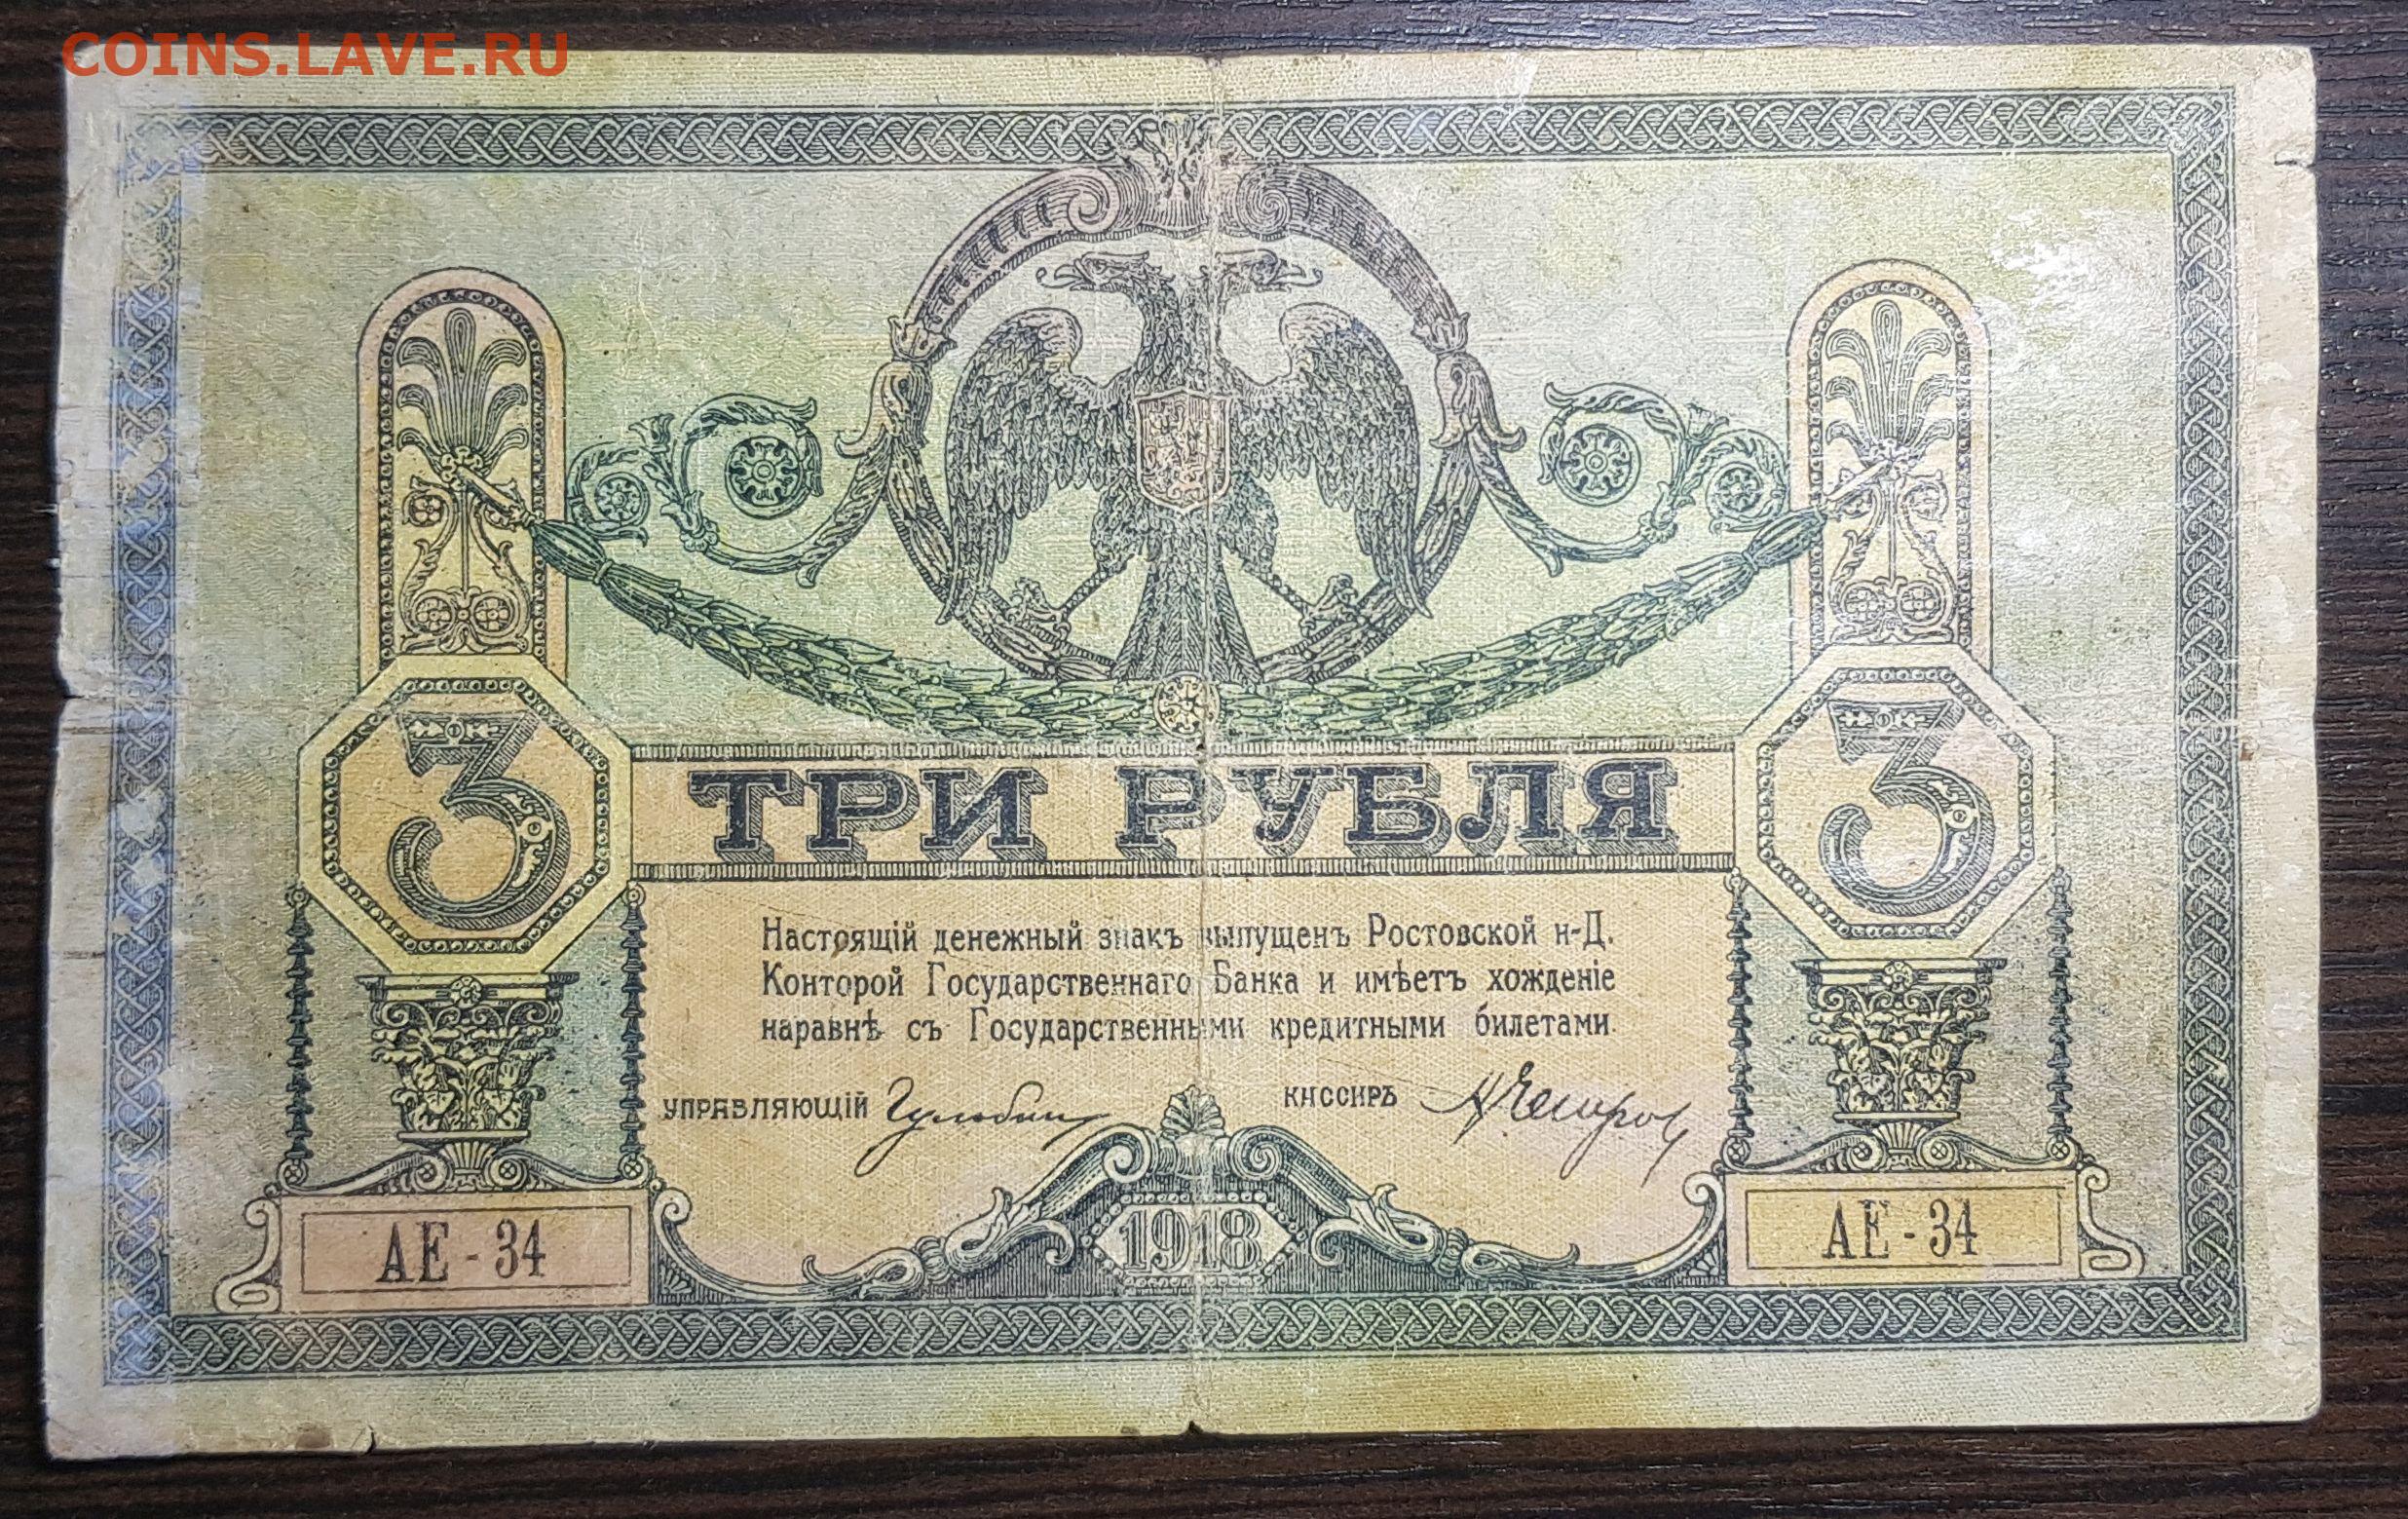 COINS.LAVE.RU
3
3
ТРИ РУБЛЯ
Настоящій денежный знакъ выпущенъ Ростовской н-Д.
Конторой Государственнаго Банка и имѣетъ хожденіе
наравнѣ съ Государственными кредитными билетами.
УПРАВЛЯЮЩІЙ КАССИРЪ
АЕ - 34
1918
АЕ - 34